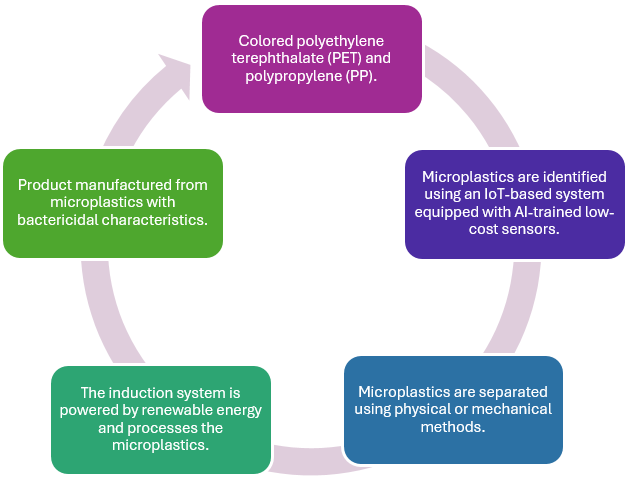 Colored polyethylene
terephthalate (PET) and
polypropylene (PP).
Microplastics are identified
using an IoT-based system
equipped with AI-trained low-
cost sensors.
Microplastics are separated
using physical or mechanical
methods.
The induction system is
powered by renewable energy
and processes the
microplastics.
Product manufactured from
microplastics with
bactericidal characteristics.